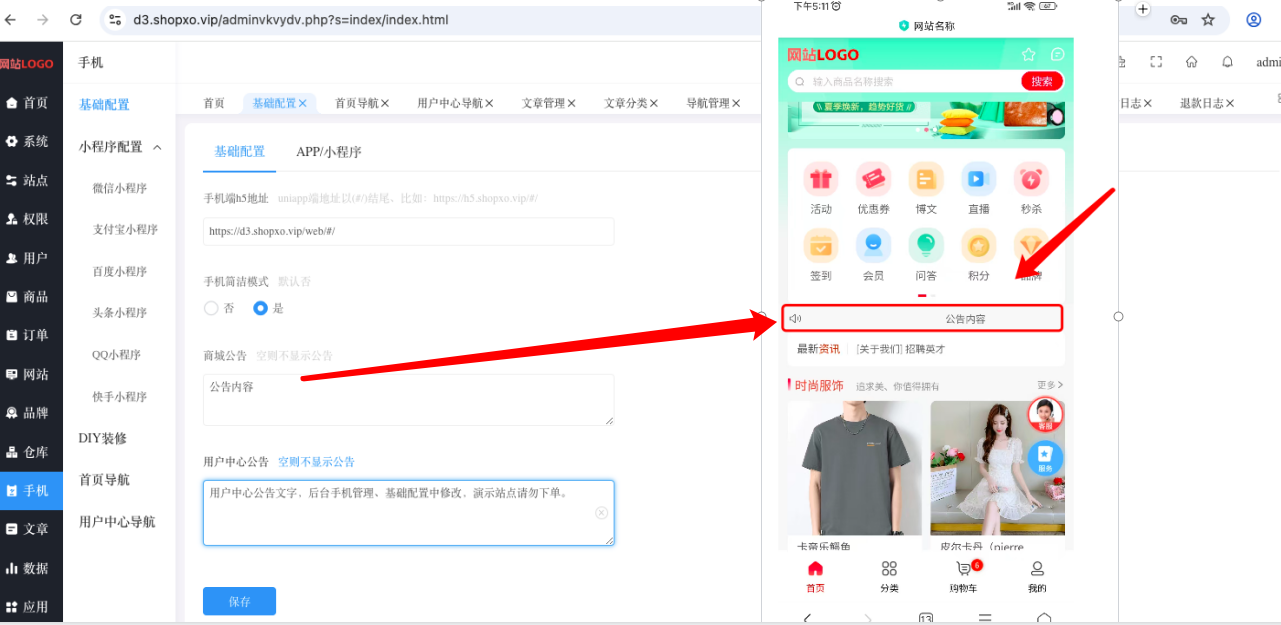 d3.shopxo.vip/adminvkvydv.php?s=index/index.html
网站LOGO
首页
系统
站点
权限
用户
商品
订单
网站
品牌
仓库
手机
文章
数据
应用
手机
基础配置
小程序配置
微信小程序
支付宝小程序
百度小程序
头条小程序
QQ小程序
快手小程序
DIY装修
首页导航
用户中心导航
首页
基础配置
首页导航
用户中心导航
文章管理
文章分类
导航管理
日志
退款日志
基础配置
APP/小程序
手机端h5地址 uniapp端地址以(#/)结尾、比如：https://h5.shopxo.vip/#/
https://d3.shopxo.vip/web/#/
手机简洁模式 默认否
否 是
商城公告 空则不显示公告
公告内容
用户中心公告 空则不显示公告
用户中心公告文字，后台手机管理、基础配置中修改，演示站点请勿下单。
保存
下午5:11
67
网站名称
网站LOGO
输入商品名称搜索
搜索
夏季焕新，趋势好货
活动 优惠券 博文 直播 秒杀
签到 会员 问答 积分
公告内容
最新资讯 [关于我们] 招聘英才
时尚服饰 追求美、你值得拥有 更多
客服
服务
卡帝乐鳄鱼
皮尔卡丹（pierre
6
首页 分类 购物车 我的
13